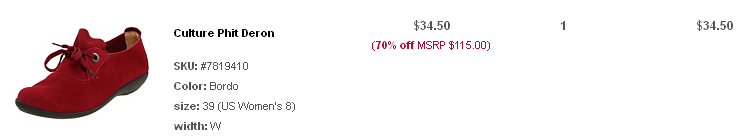 $34.50 1 $34.50
Culture Phit Deron
(70% off MSRP $115.00)
SKU: #7819410
Color: Bordo
size: 39 (US Women's 8)
width: W